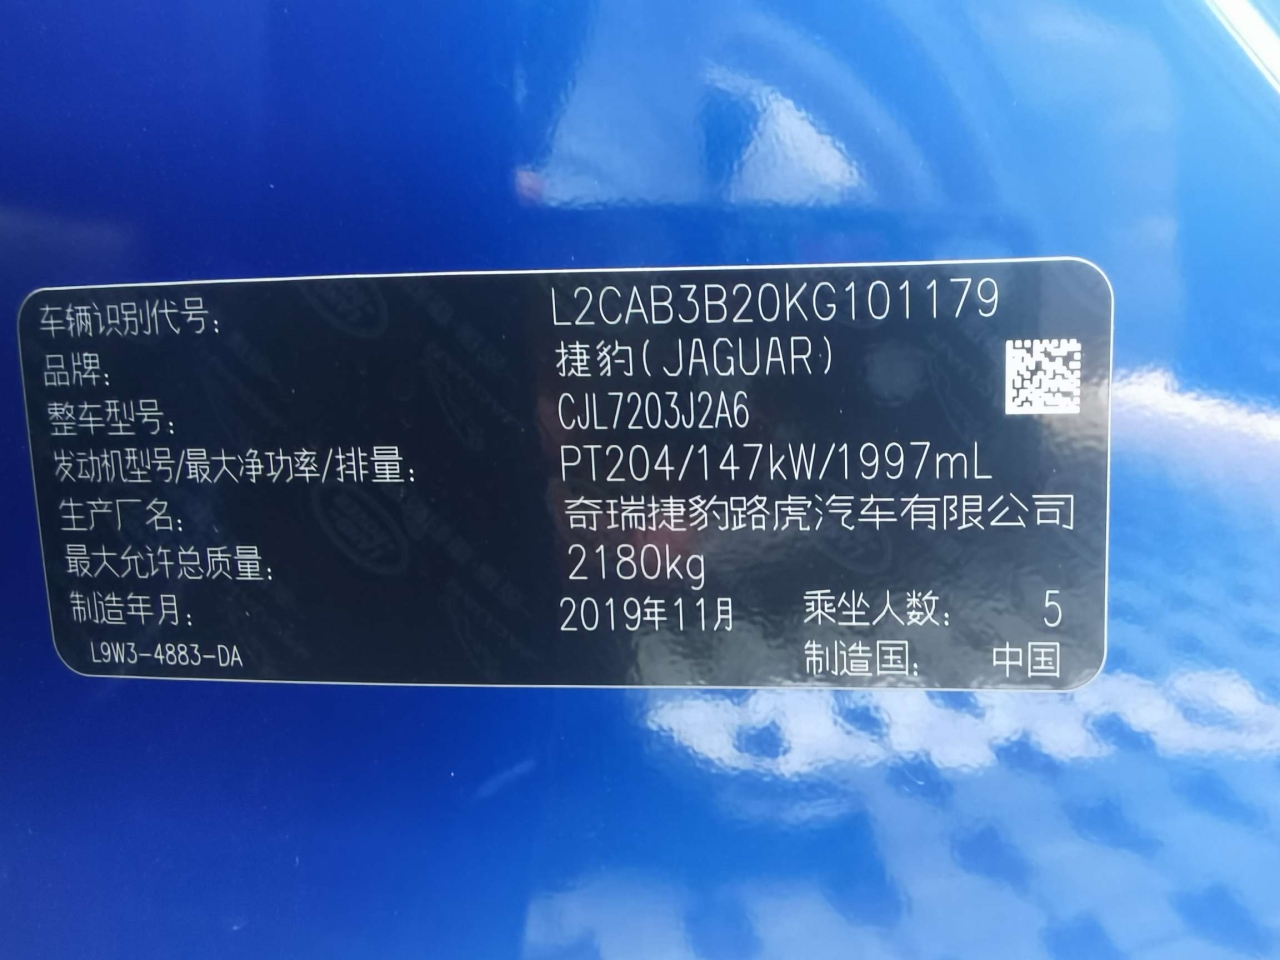 车辆识别代号: L2CAB3B20KG101179
品牌: 捷豹(JAGUAR)
整车型号: CJL7203J2A6
发动机型号/最大净功率/排量: PT204/147kW/1997mL
生产厂名: 奇瑞捷豹路虎汽车有限公司
最大允许总质量: 2180kg
制造年月: 2019年11月 乘坐人数: 5
L9W3-4883-DA 制造国: 中国